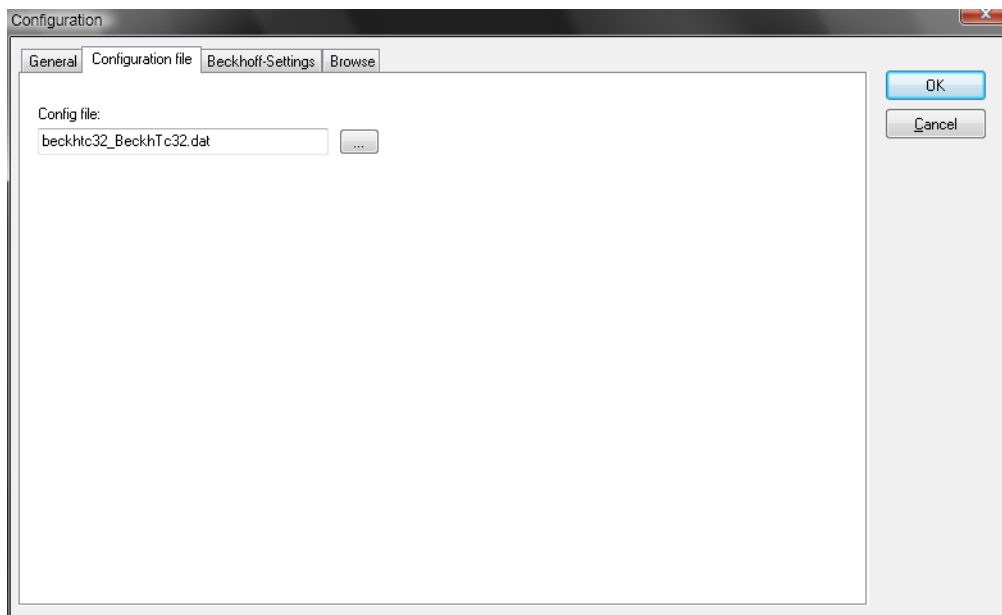 Configuration
General Configuration file Beckhoff-Settings Browse
OK
Config file:
Cancel
beckhtc32_BeckhTc32.dat ...